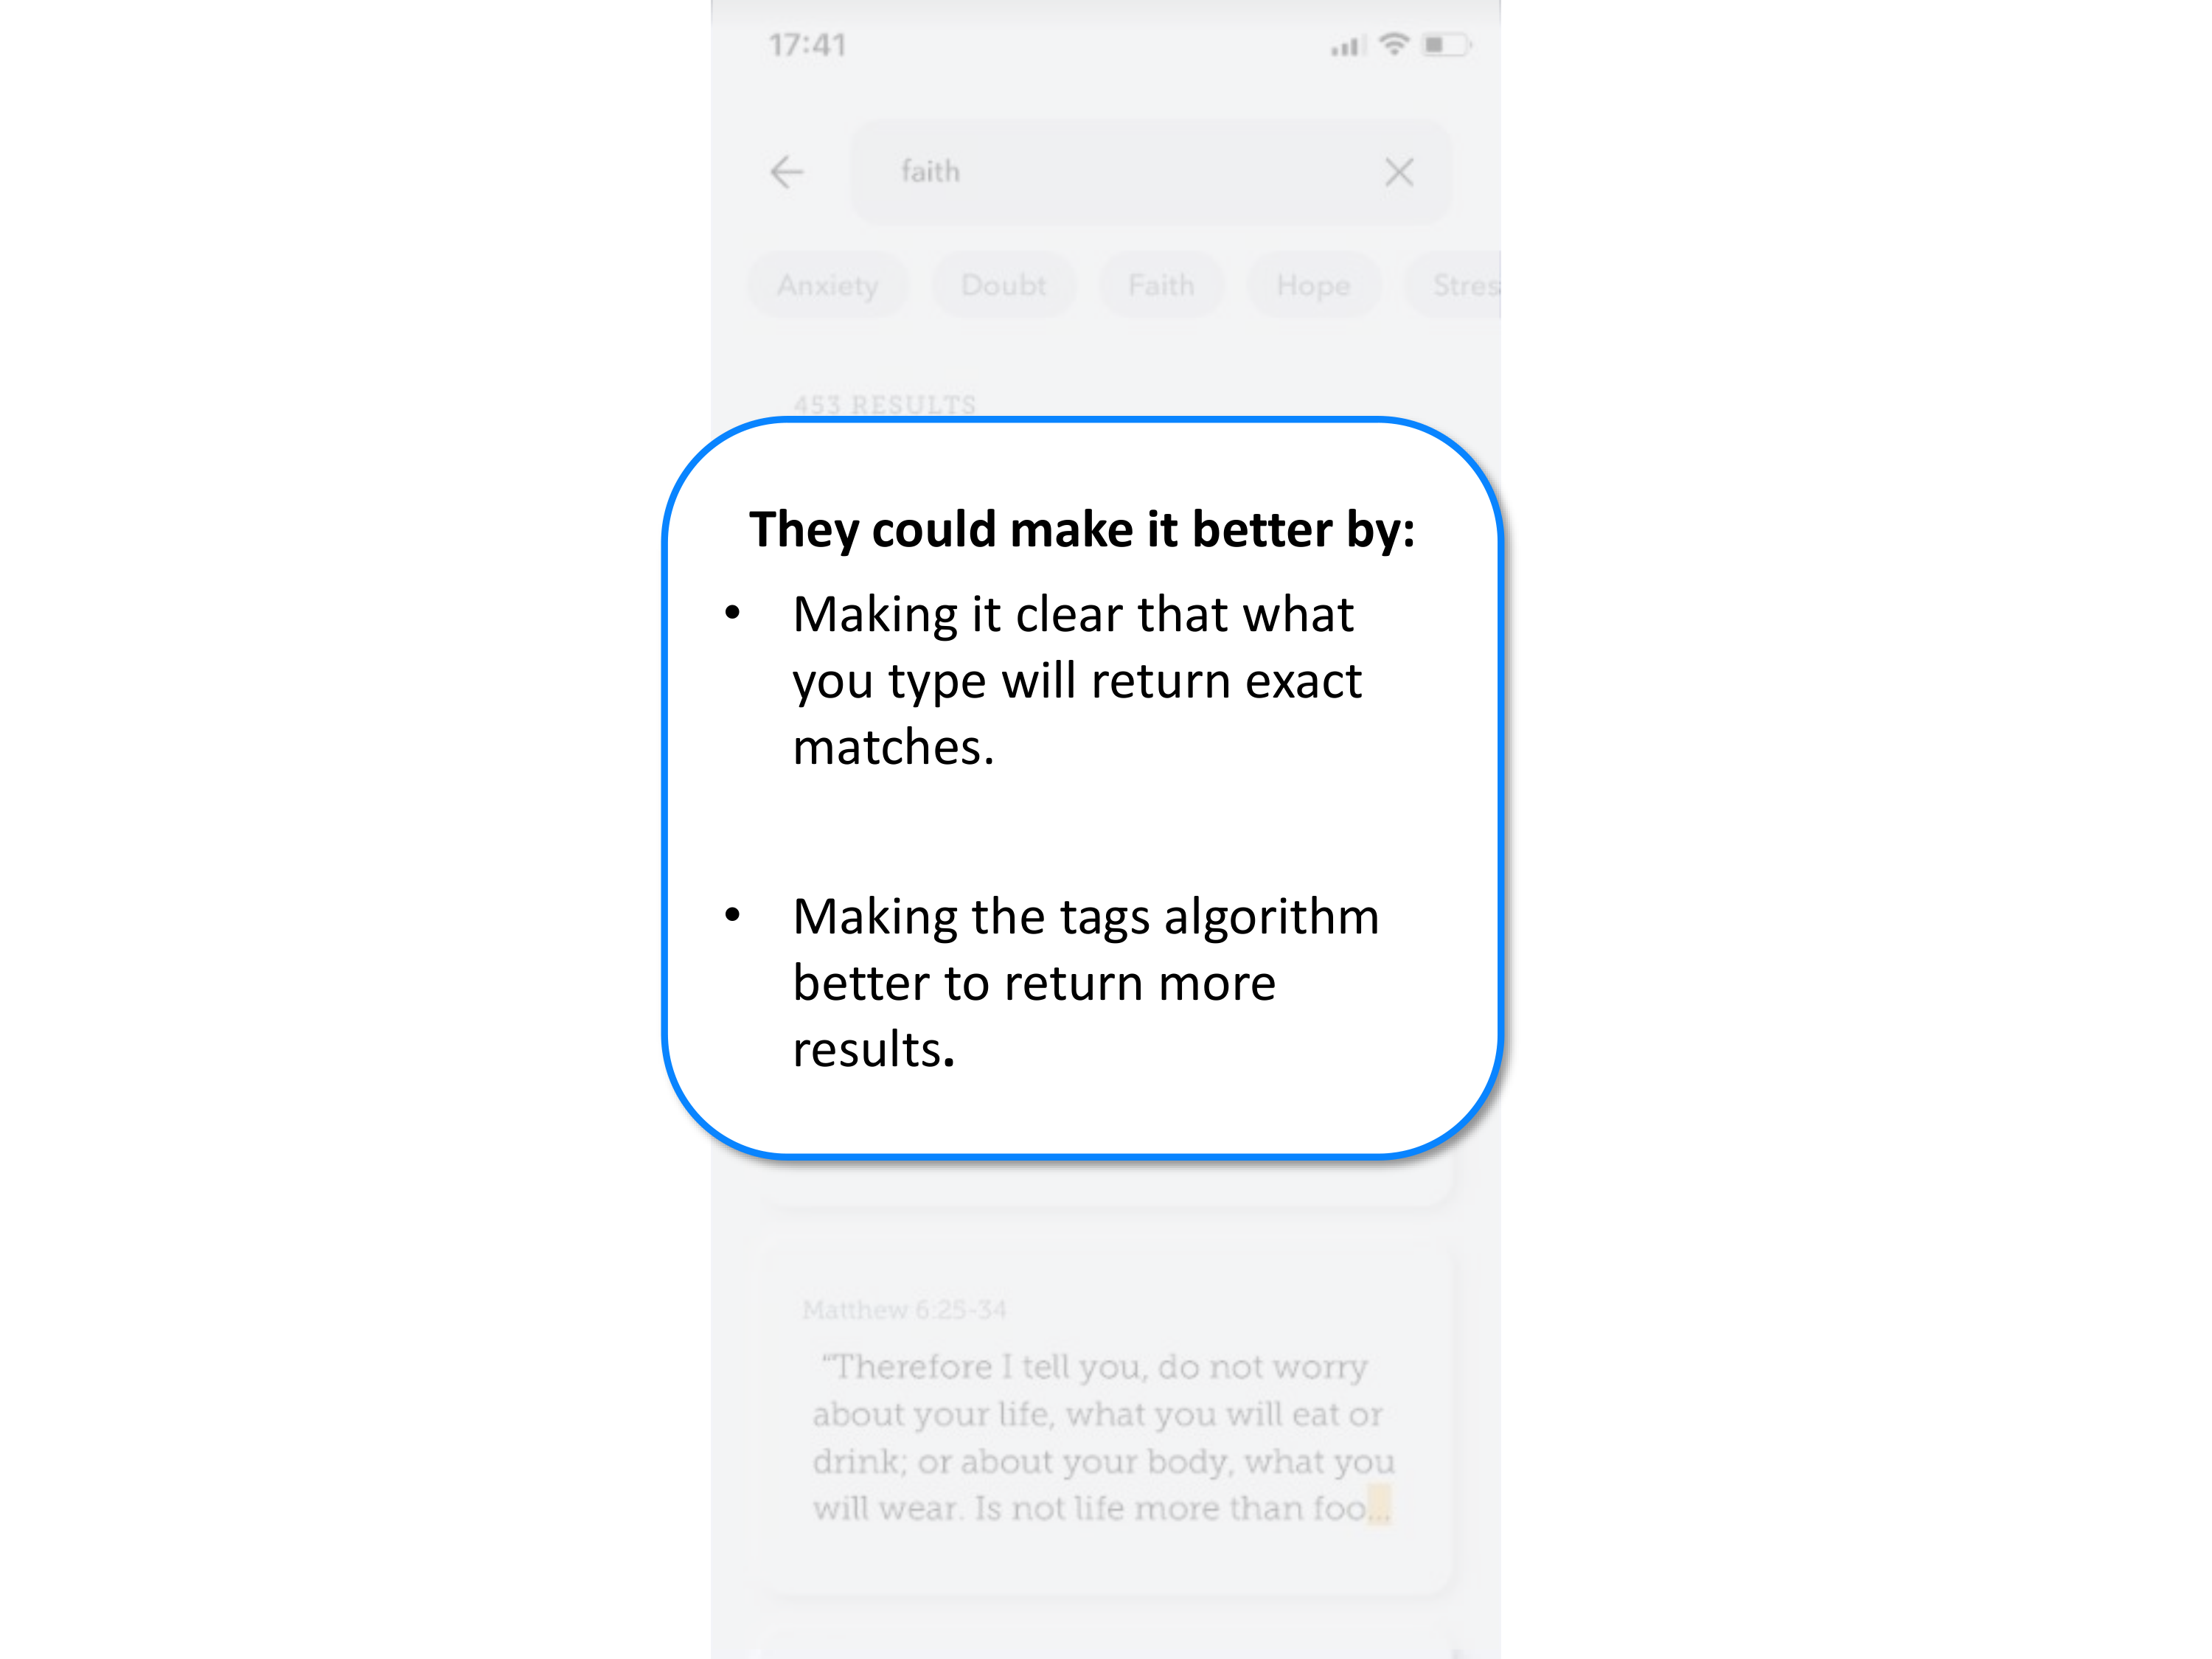 17:41
faith
Anxiety Doubt Faith Hope Stres
453 RESULTS
They could make it better by:
• Making it clear that what
you type will return exact
matches.
• Making the tags algorithm
better to return more
results.
Matthew 6:25-34
“Therefore I tell you, do not worry
about your life, what you will eat or
drink; or about your body, what you
will wear. Is not life more than foo...